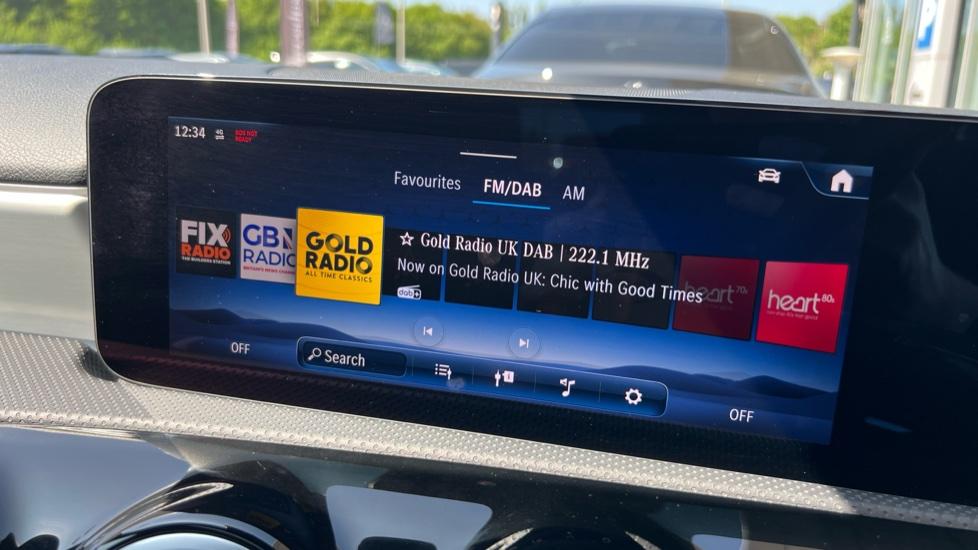 12:34
4G
SOS NOT
READY
Favourites
FM/DAB
AM
FIX
RADIO
THE BUILDERS STATION
GBN
RADIO
BRITAIN'S NEWS CHANNEL
GOLD
RADIO
ALL TIME CLASSICS
Gold Radio UK DAB | 222.1 MHz
Now on Gold Radio UK: Chic with Good Times
dab+
heart 70s
heart 80s
OFF
Search
OFF